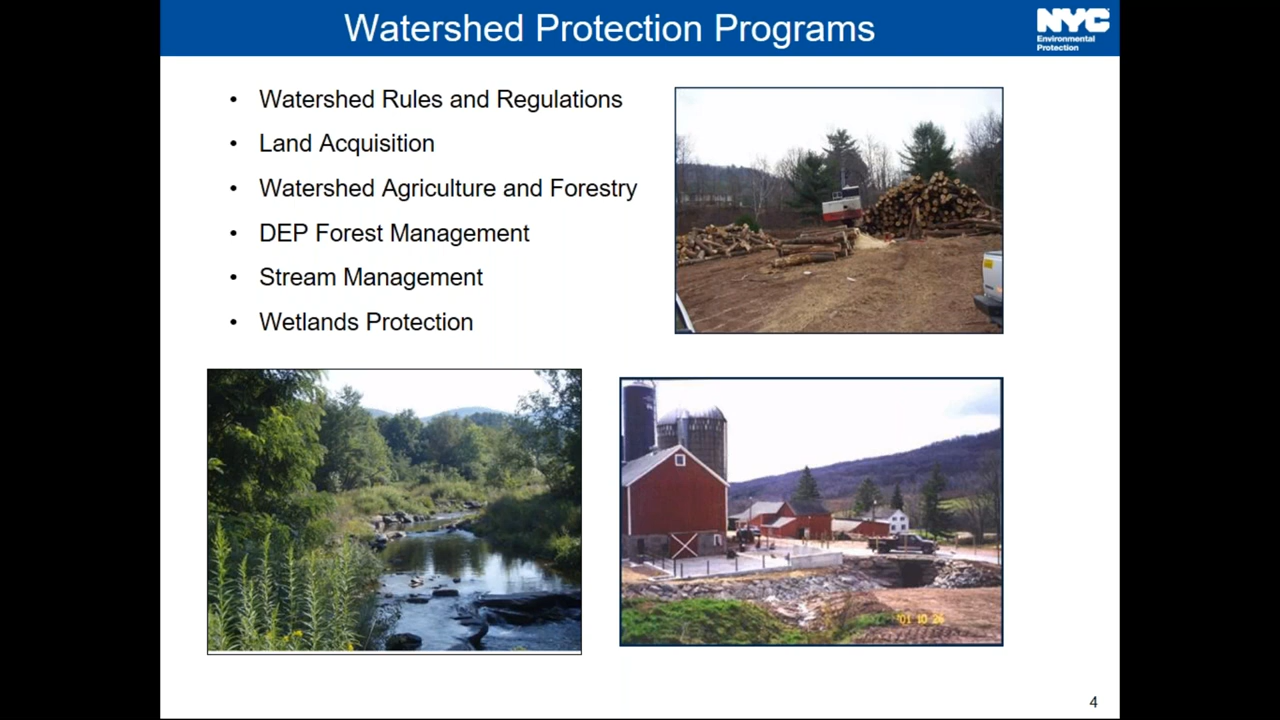 Watershed Protection Programs
NYC
Environmental
Protection
• Watershed Rules and Regulations
• Land Acquisition
• Watershed Agriculture and Forestry
• DEP Forest Management
• Stream Management
• Wetlands Protection
'01 10 26
4